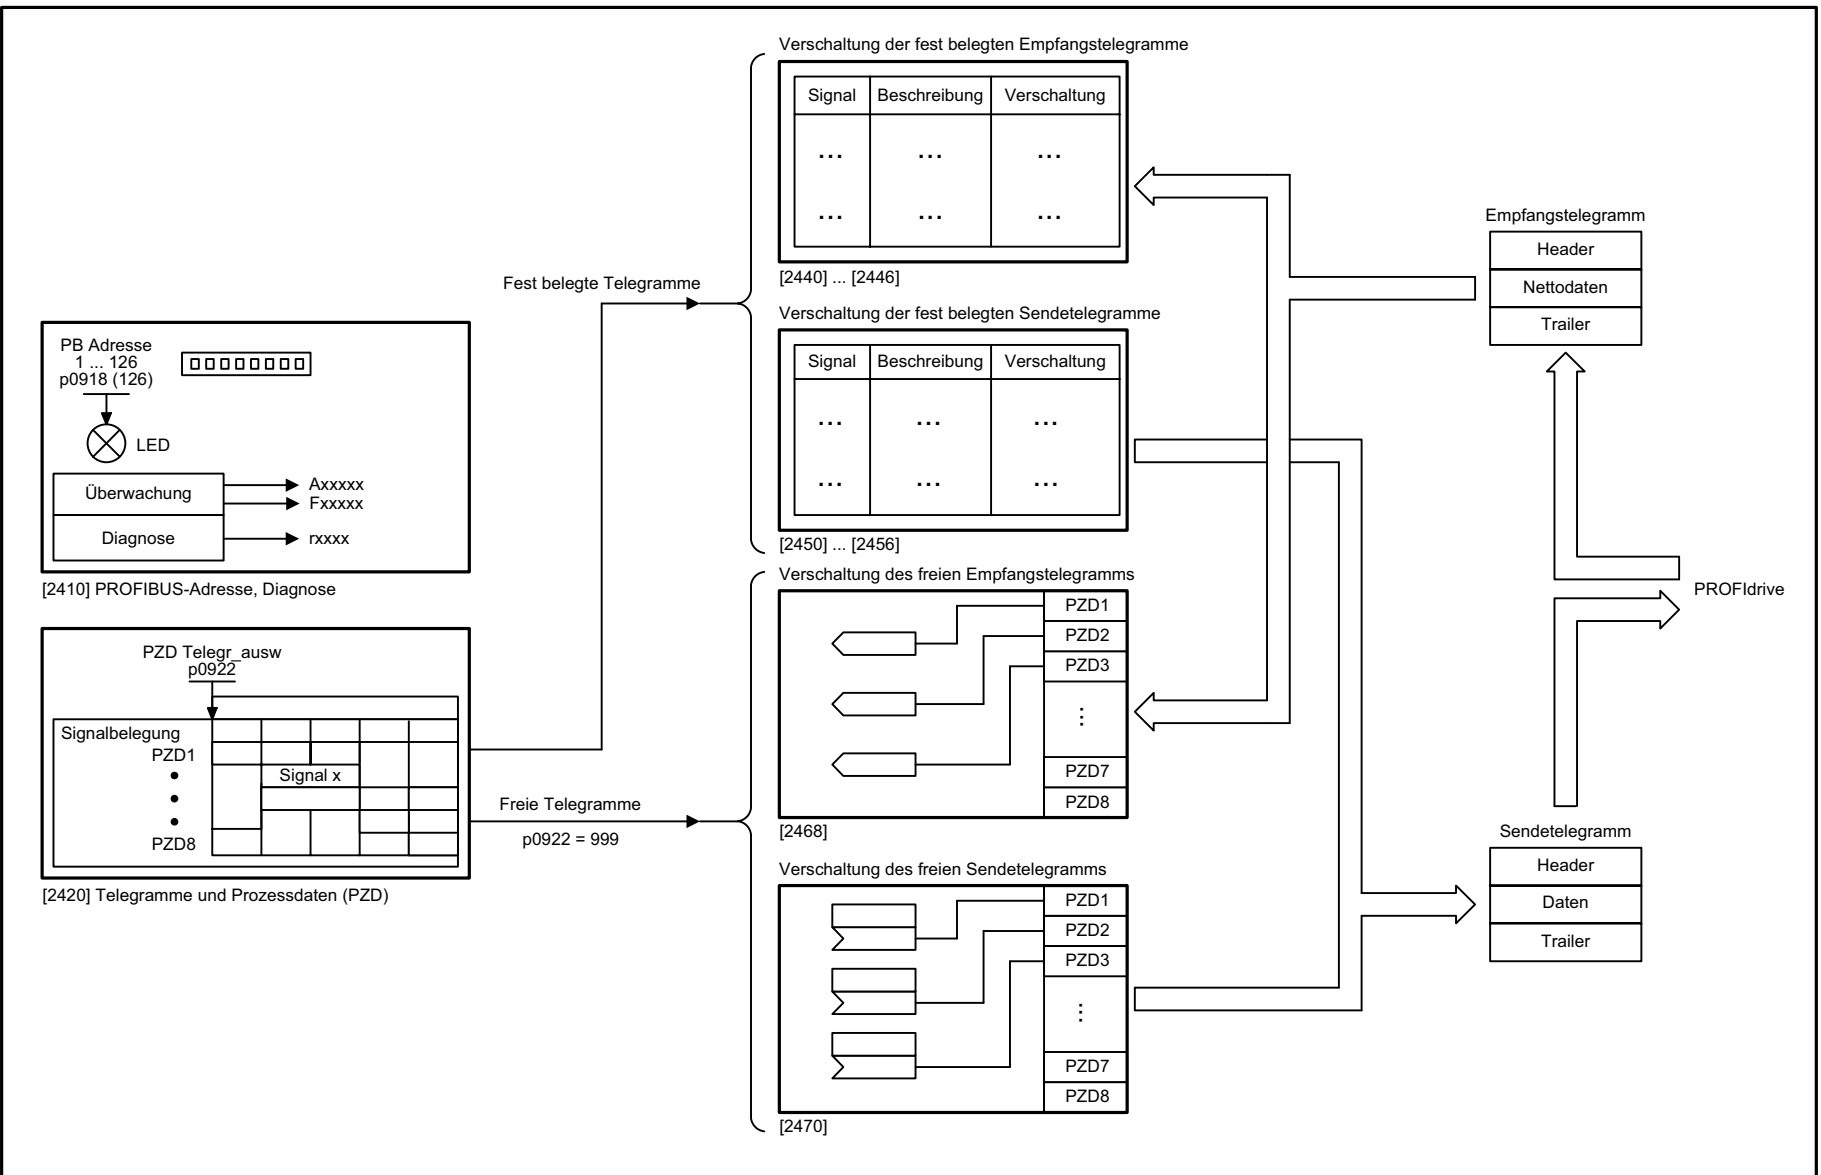 Verschaltung der fest belegten Empfangstelegramme
Signal Beschreibung Verschaltung
... ... ...
... ... ...
[2440] ... [2446]
Fest belegte Telegramme
Verschaltung der fest belegten Sendetelegramme
Signal Beschreibung Verschaltung
... ... ...
... ... ...
[2450] ... [2456]
PB Adresse
1 ... 126
p0918 (126)
LED
Überwachung
Axxxxx
Fxxxxx
Diagnose
rxxxx
[2410] PROFIBUS-Adresse, Diagnose
PZD Telegr_ausw
p0922
Signalbelegung
PZD1
Signal x
PZD8
[2420] Telegramme und Prozessdaten (PZD)
Freie Telegramme
p0922 = 999
Verschaltung des freien Empfangstelegramms
PZD1
PZD2
PZD3
...
PZD7
PZD8
[2468]
Verschaltung des freien Sendetelegramms
PZD1
PZD2
PZD3
...
PZD7
PZD8
[2470]
Empfangstelegramm
Header
Nettodaten
Trailer
PROFIdrive
Sendetelegramm
Header
Daten
Trailer